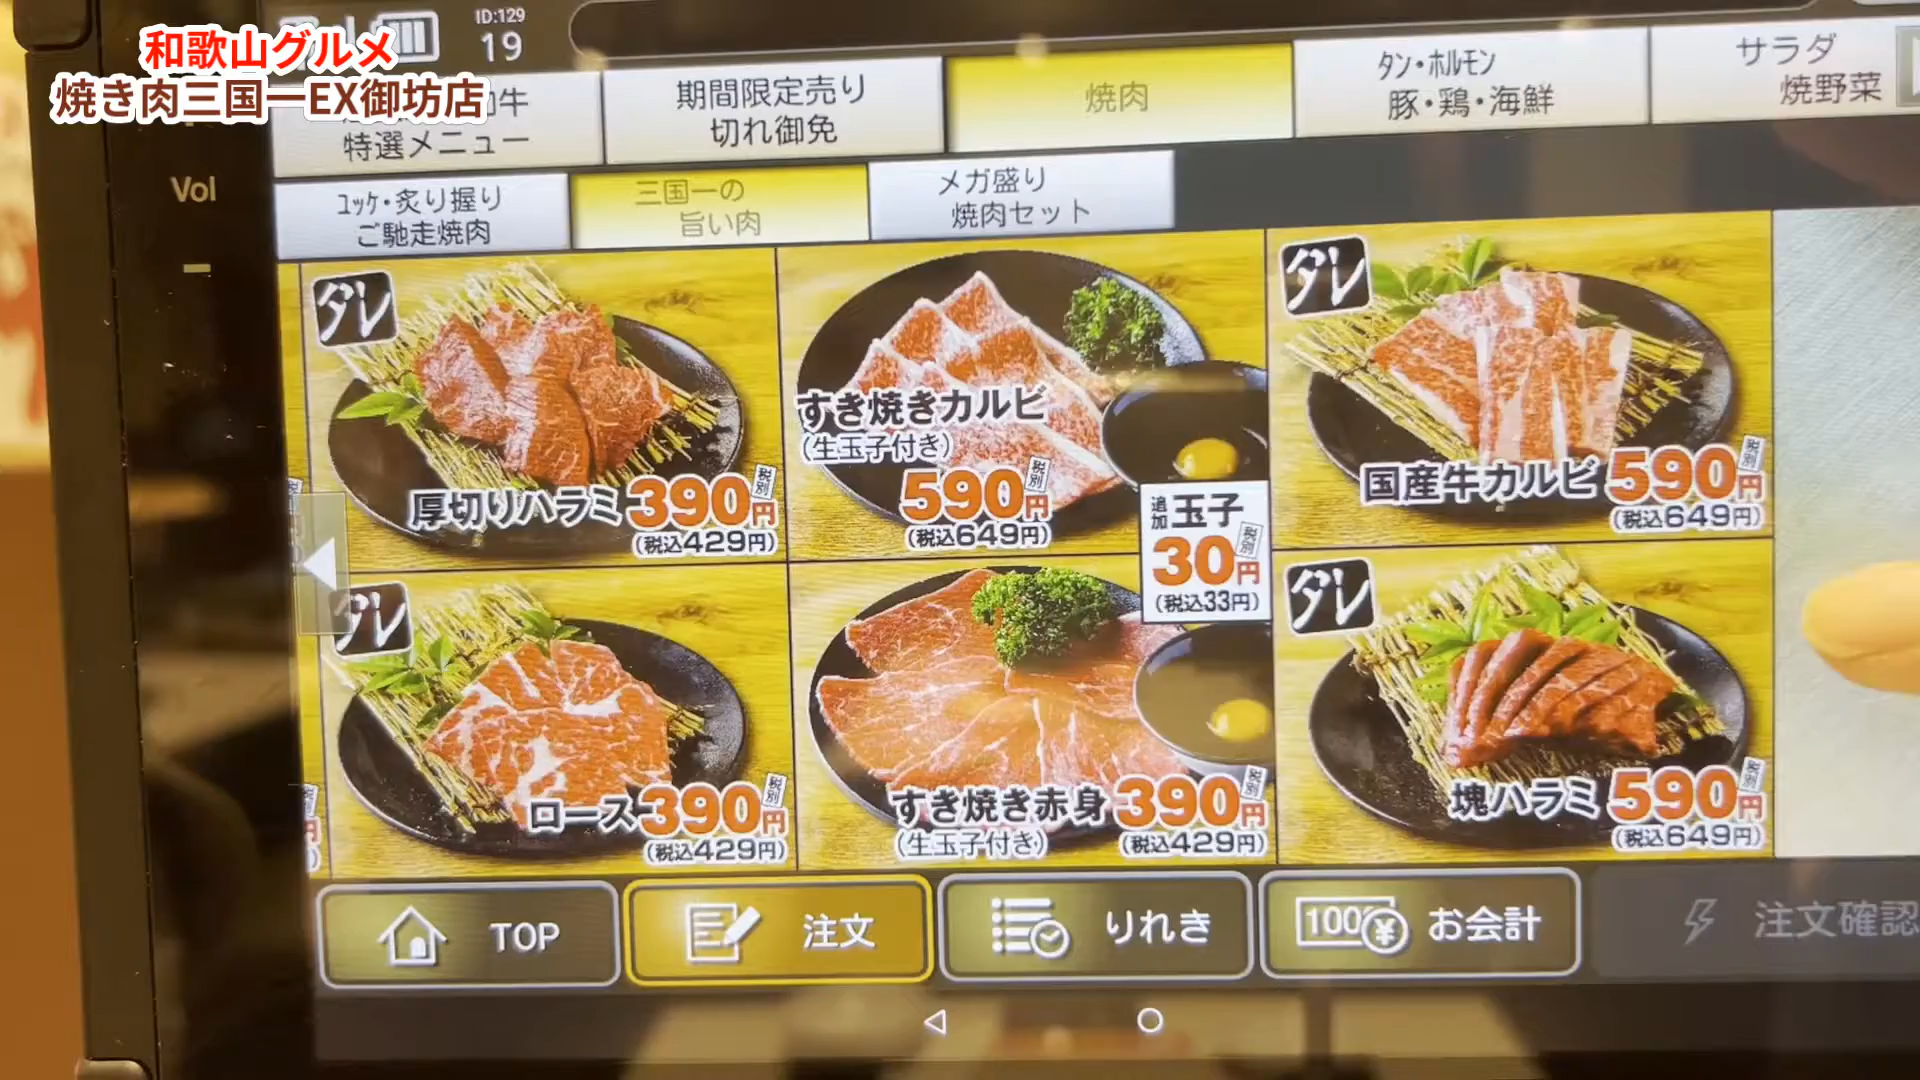 和歌山グルメ
焼き肉三国一EX御坊店
ID:129
19
Vol
特選メニュー
期間限定売り
切れ御免
焼肉
タン・ホルモン
豚・鶏・海鮮
サラダ
焼野菜
ユッケ・炙り握り
ご馳走焼肉
三国一の
旨い肉
メガ盛り
焼肉セット
タレ
厚切りハラミ 390円 税別
(税込429円)
すき焼きカルビ
(生玉子付き)
590円 税別
(税込649円)
追加 玉子
30円 税別
(税込33円)
タレ
国産牛カルビ 590円 税別
(税込649円)
タレ
ロース 390円 税別
(税込429円)
すき焼き赤身 390円 税別
(生玉子付き) (税込429円)
タレ
塊ハラミ 590円 税別
(税込649円)
TOP
注文
りれき
100 ¥ お会計
注文確認